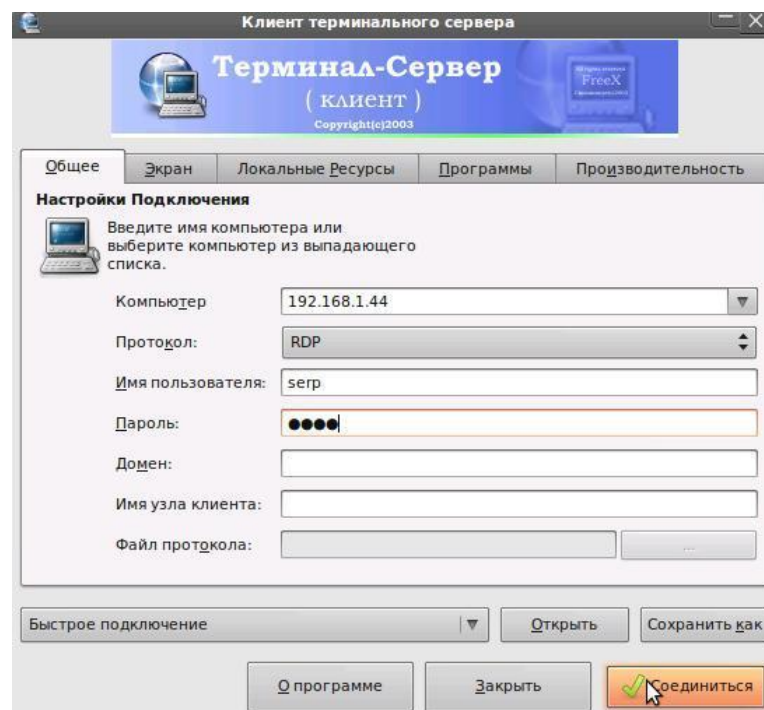 Клиент терминального сервера
Терминал-Сервер
( клиент )
Copyright(c)2003
FreeX
Общее
Экран
Локальные Ресурсы
Программы
Производительность
Настройки Подключения
Введите имя компьютера или
выберите компьютер из выпадающего
списка.
Компьютер
192.168.1.44
Протокол:
RDP
Имя пользователя:
serp
Пароль:
●●●●
Домен:
Имя узла клиента:
Файл протокола:
...
Быстрое подключение
Открыть
Сохранить как
О программе
Закрыть
Соединиться